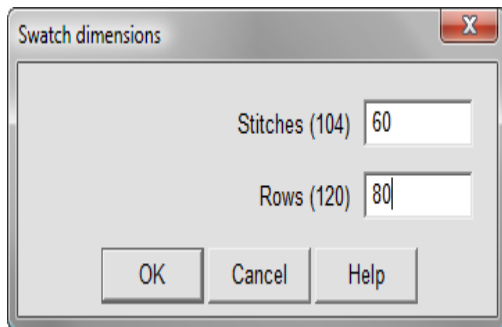 Swatch dimensions X
Stitches (104) 60
Rows (120) 80
OK Cancel Help